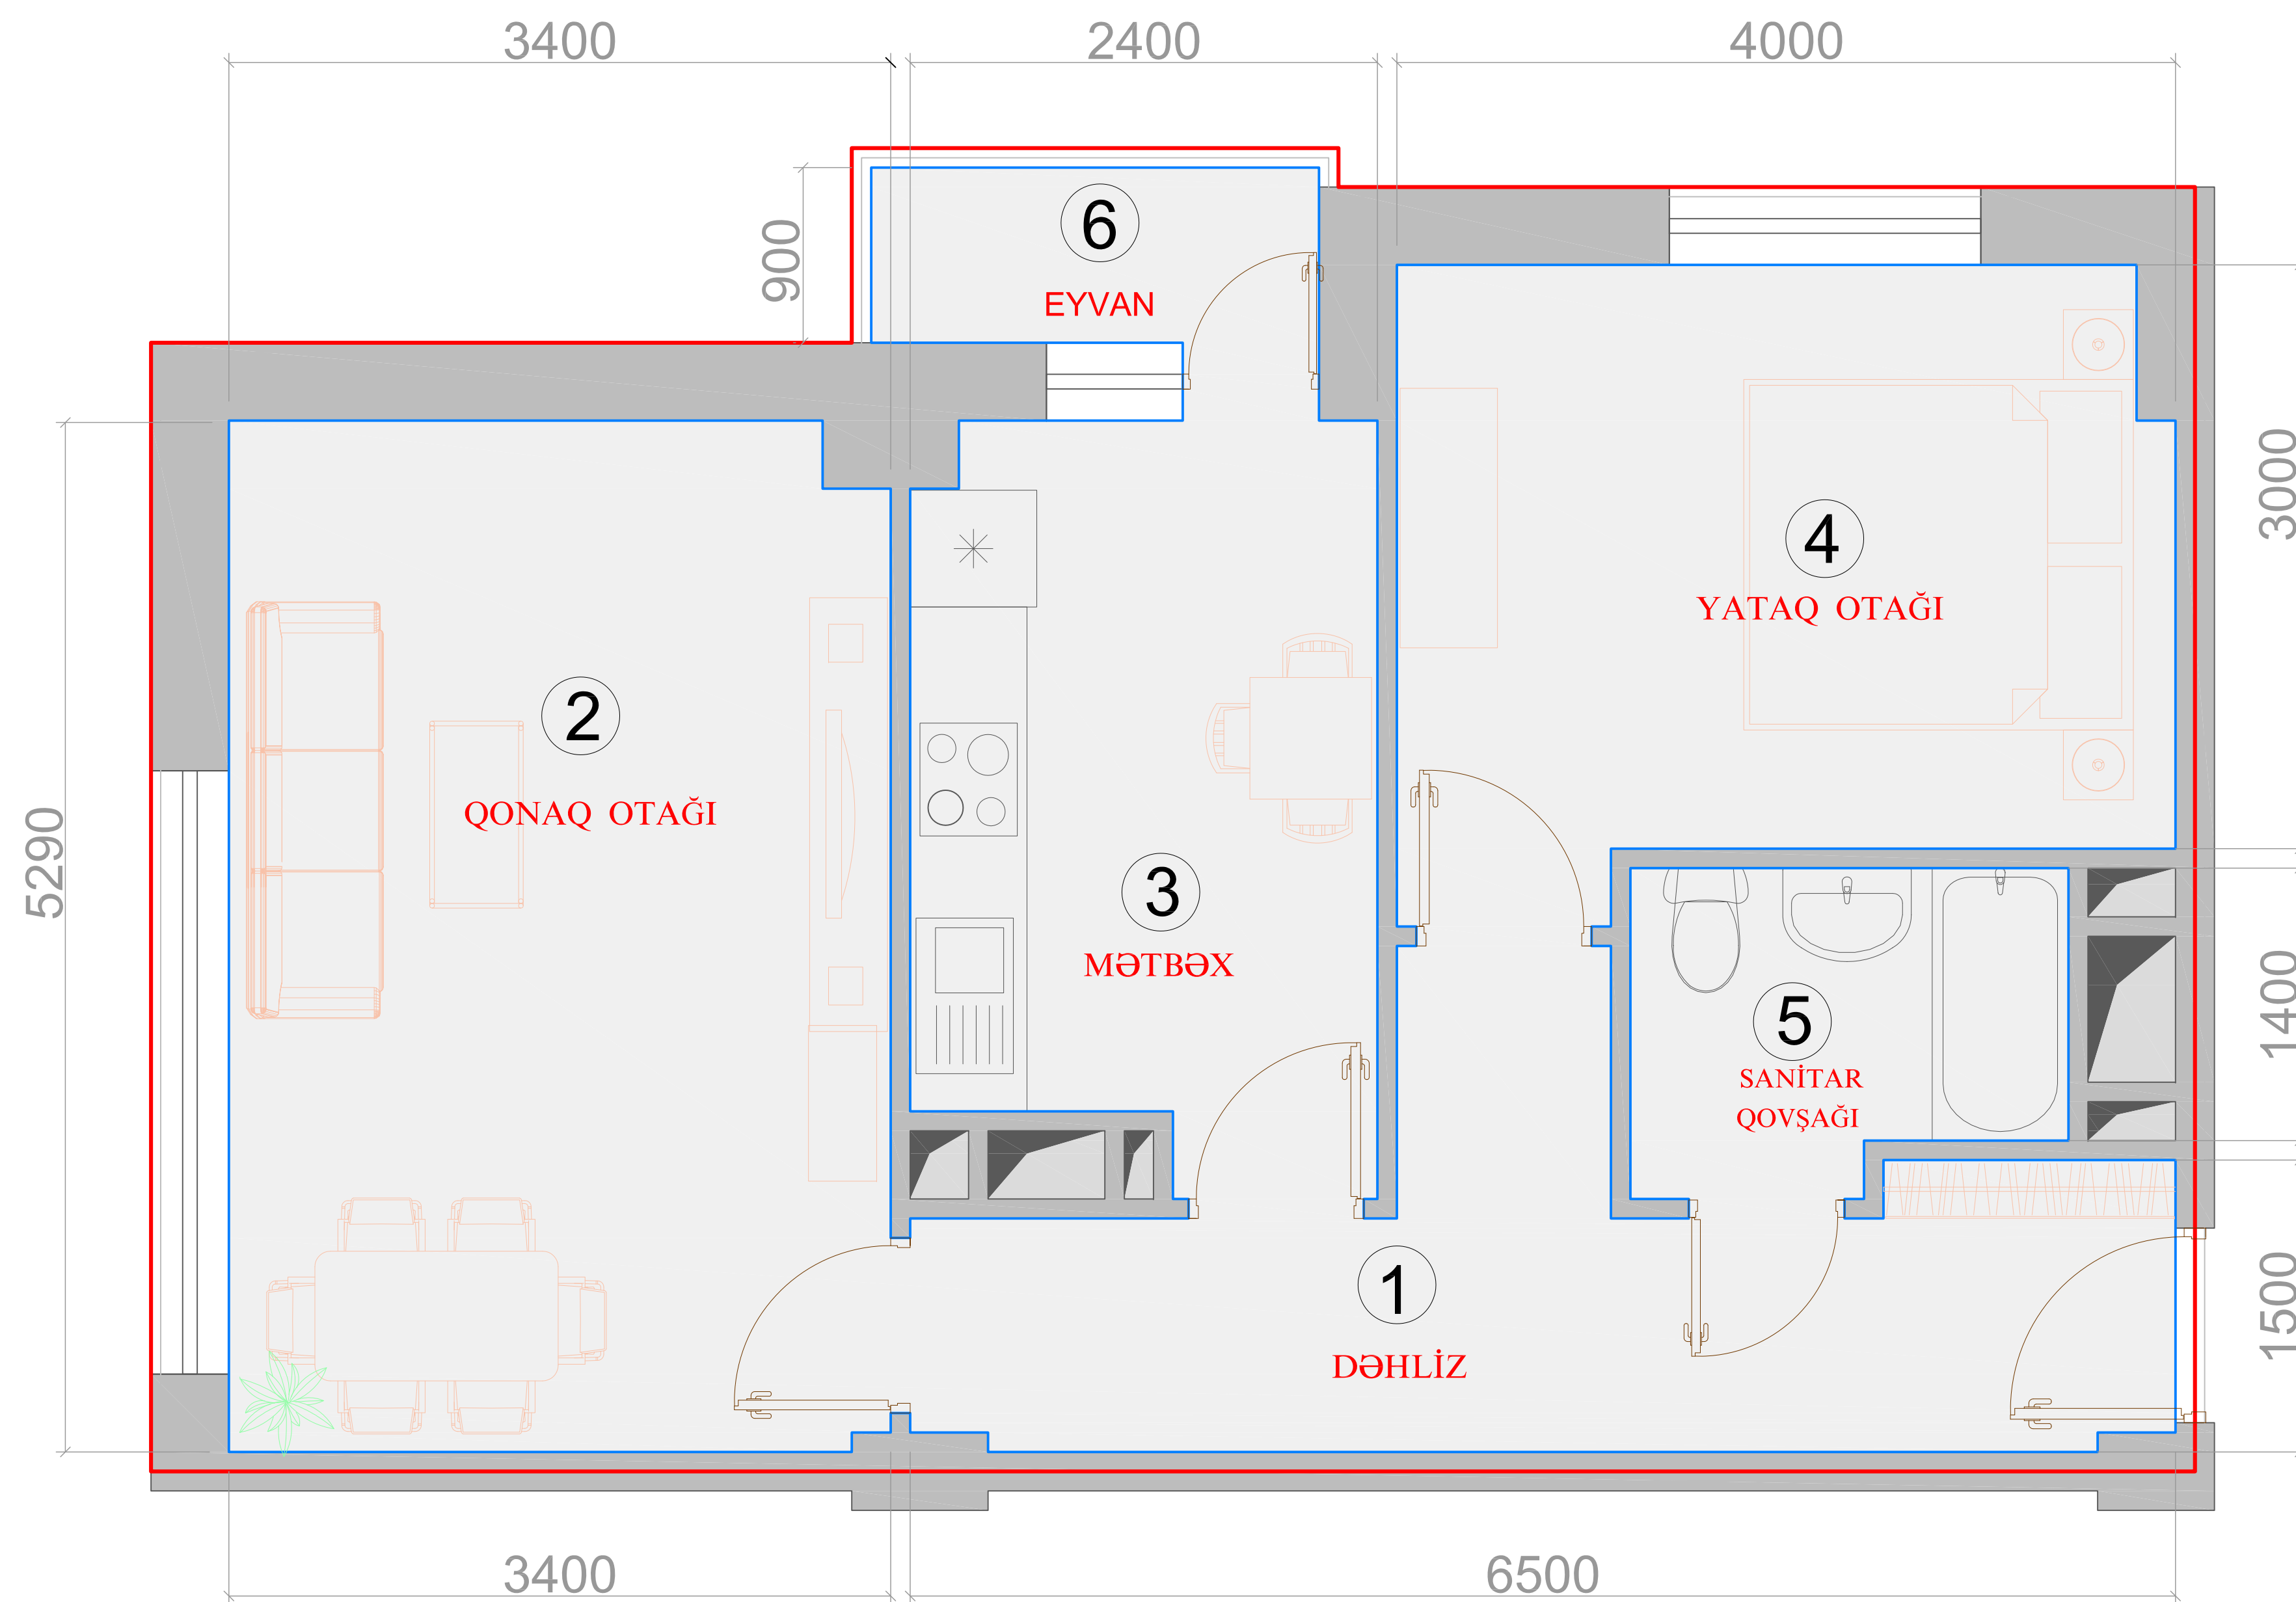 3400
2400
4000
6
EYVAN
900
3000
4
YATAQ OTAĞI
2
QONAQ OTAĞI
5290
3
MƏTBƏX
5
SANİTAR
QOVŞAĞI
1400
1
DƏHLİZ
1500
3400
6500